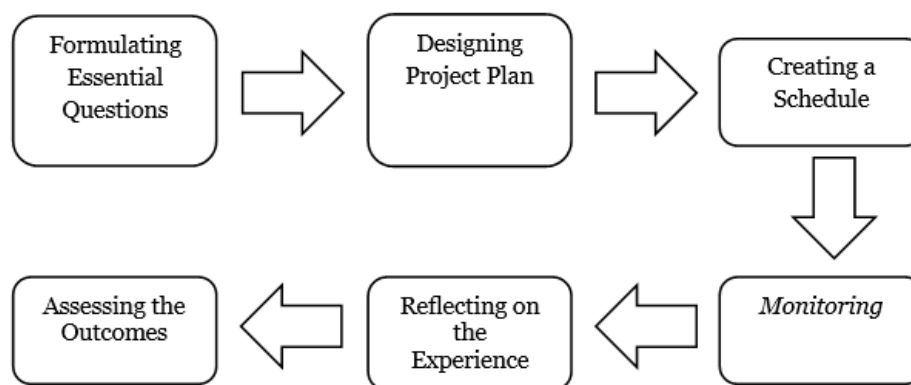 Formulating
Essential
Questions
Designing
Project Plan
Creating a
Schedule
Monitoring
Reflecting on
the
Experience
Assessing the
Outcomes